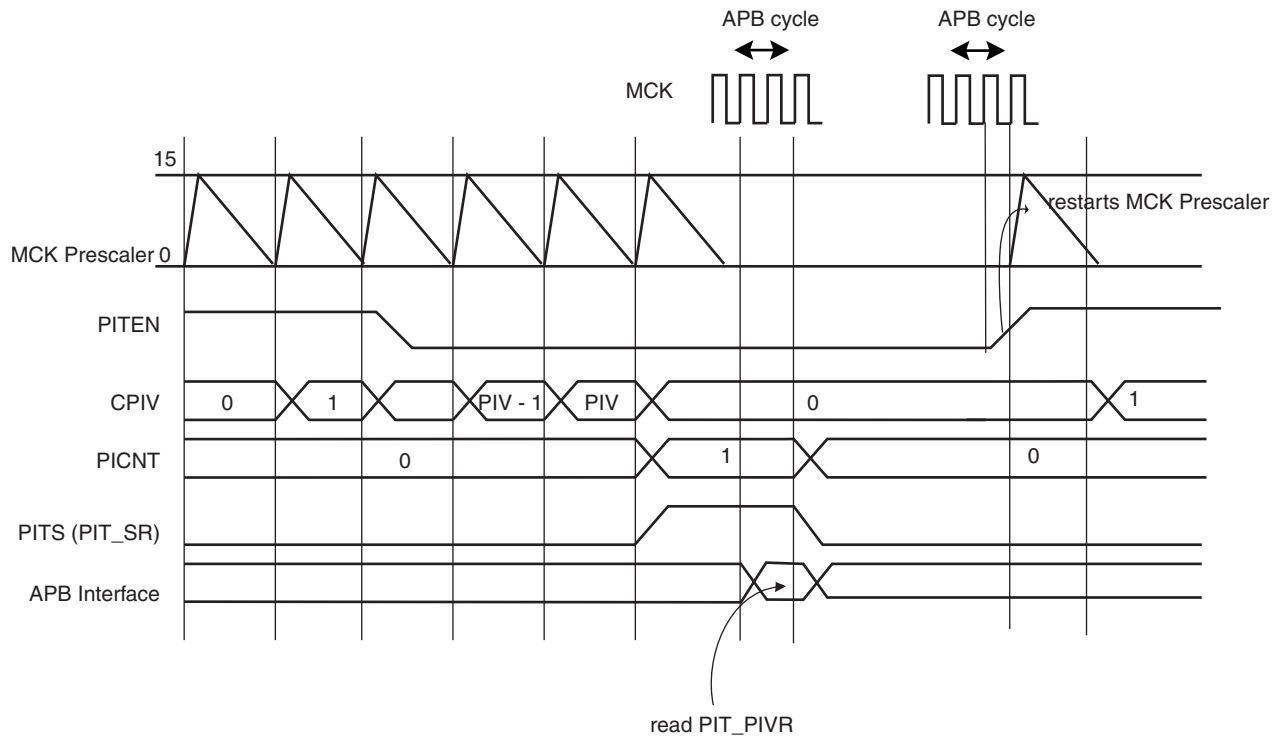 APB cycle
APB cycle
MCK
15
restarts MCK Prescaler
MCK Prescaler 0
PITEN
CPIV
0
1
PIV - 1
PIV
0
1
PICNT
0
1
0
PITS (PIT_SR)
APB Interface
read PIT_PIVR